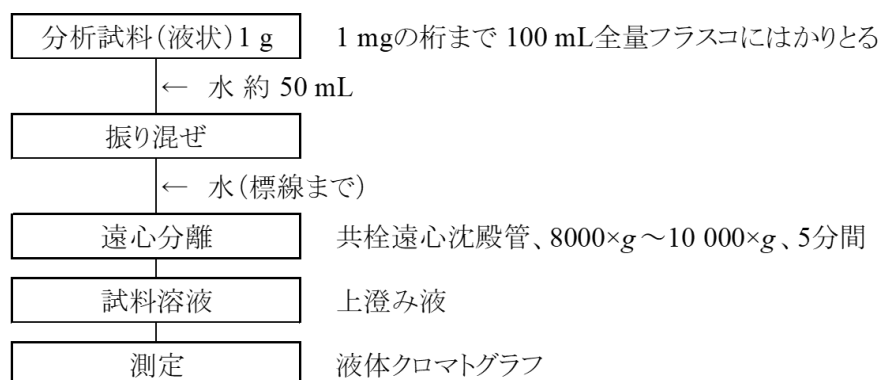 分析試料(液状)1 g 1 mgの桁まで 100 mL全量フラスコにはかりとる
← 水 約 50 mL
振り混ぜ
← 水(標線まで)
遠心分離 共栓遠心沈殿管、8000×g~10 000×g、5分間
試料溶液 上澄み液
測定 液体クロマトグラフ